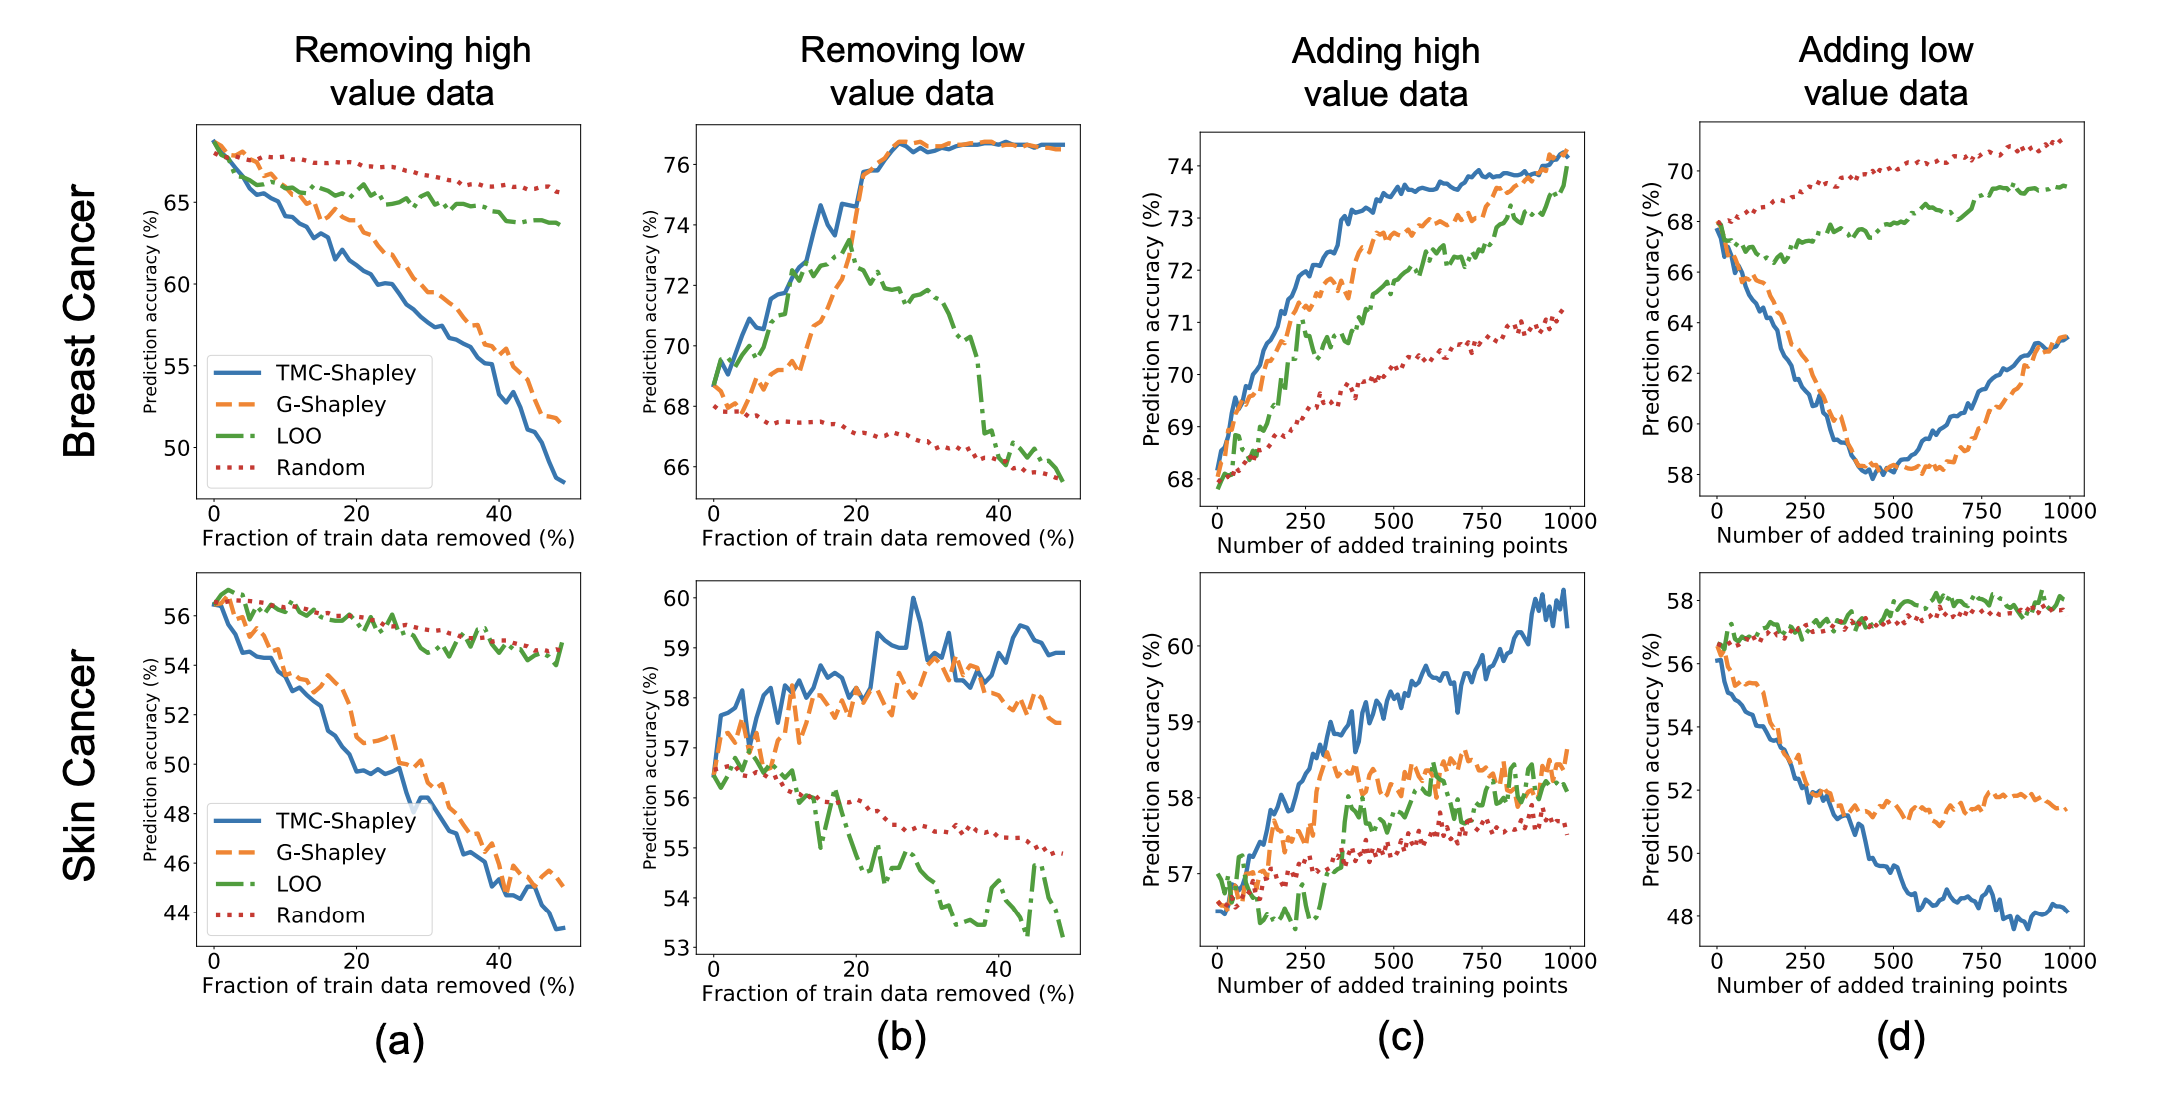 Removing high
value data
Removing low
value data
Adding high
value data
Adding low
value data
Breast Cancer
Prediction accuracy (%)
65
60
55
50
TMC-Shapley
G-Shapley
LOO
Random
0
20
40
Fraction of train data removed (%)
Prediction accuracy (%)
76
74
72
70
68
66
0
20
40
Fraction of train data removed (%)
Prediction accuracy (%)
74
73
72
71
70
69
68
0
250
500
750
1000
Number of added training points
Prediction accuracy (%)
70
68
66
64
62
60
58
0
250
500
750
1000
Number of added training points
Skin Cancer
Prediction accuracy (%)
56
54
52
50
48
46
44
TMC-Shapley
G-Shapley
LOO
Random
0
20
40
Fraction of train data removed (%)
Prediction accuracy (%)
60
59
58
57
56
55
54
53
0
20
40
Fraction of train data removed (%)
Prediction accuracy (%)
60
59
58
57
0
250
500
750
1000
Number of added training points
Prediction accuracy (%)
58
56
54
52
50
48
0
250
500
750
1000
Number of added training points
(a)
(b)
(c)
(d)